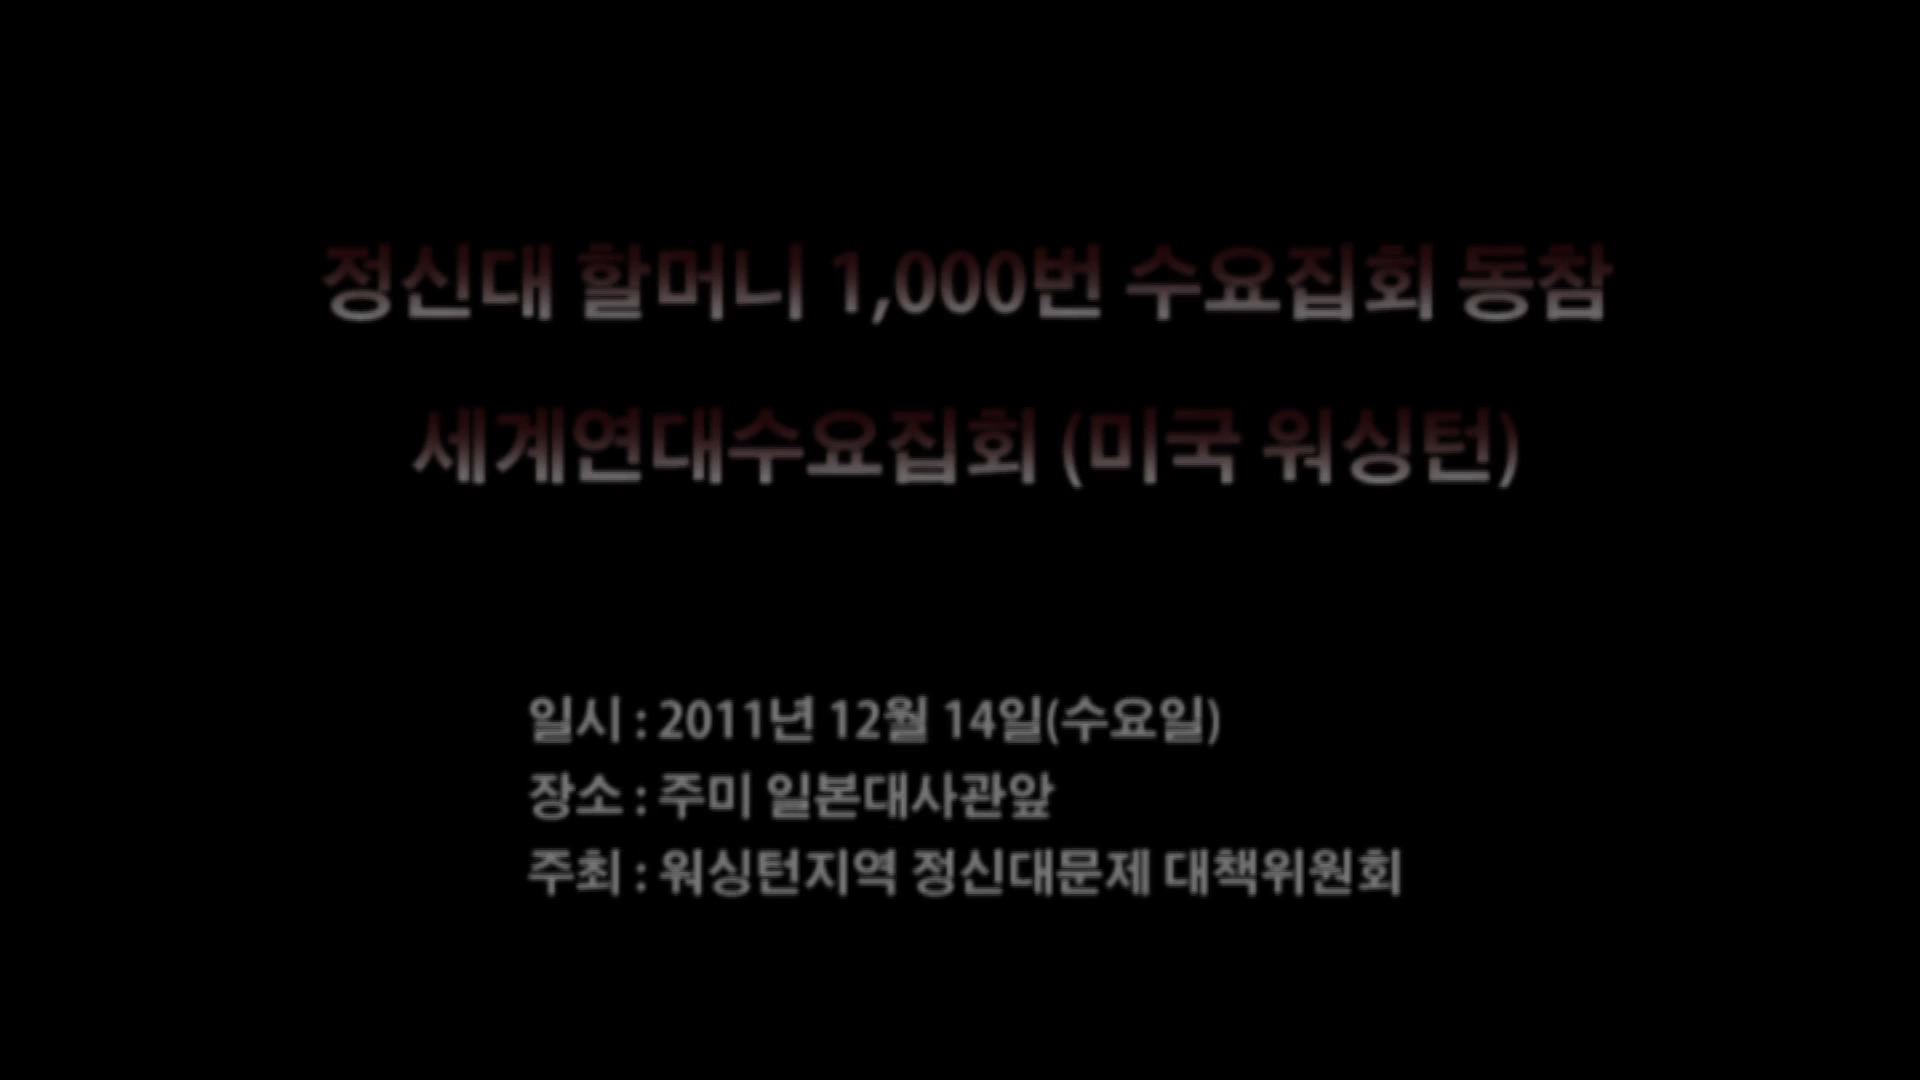 정신대 할머니 1,000번 수요집회 동참
세계연대수요집회 (미국 워싱턴)
일시 : 2011년 12월 14일(수요일)
장소 : 주미 일본대사관앞
주최 : 워싱턴지역 정신대문제 대책위원회